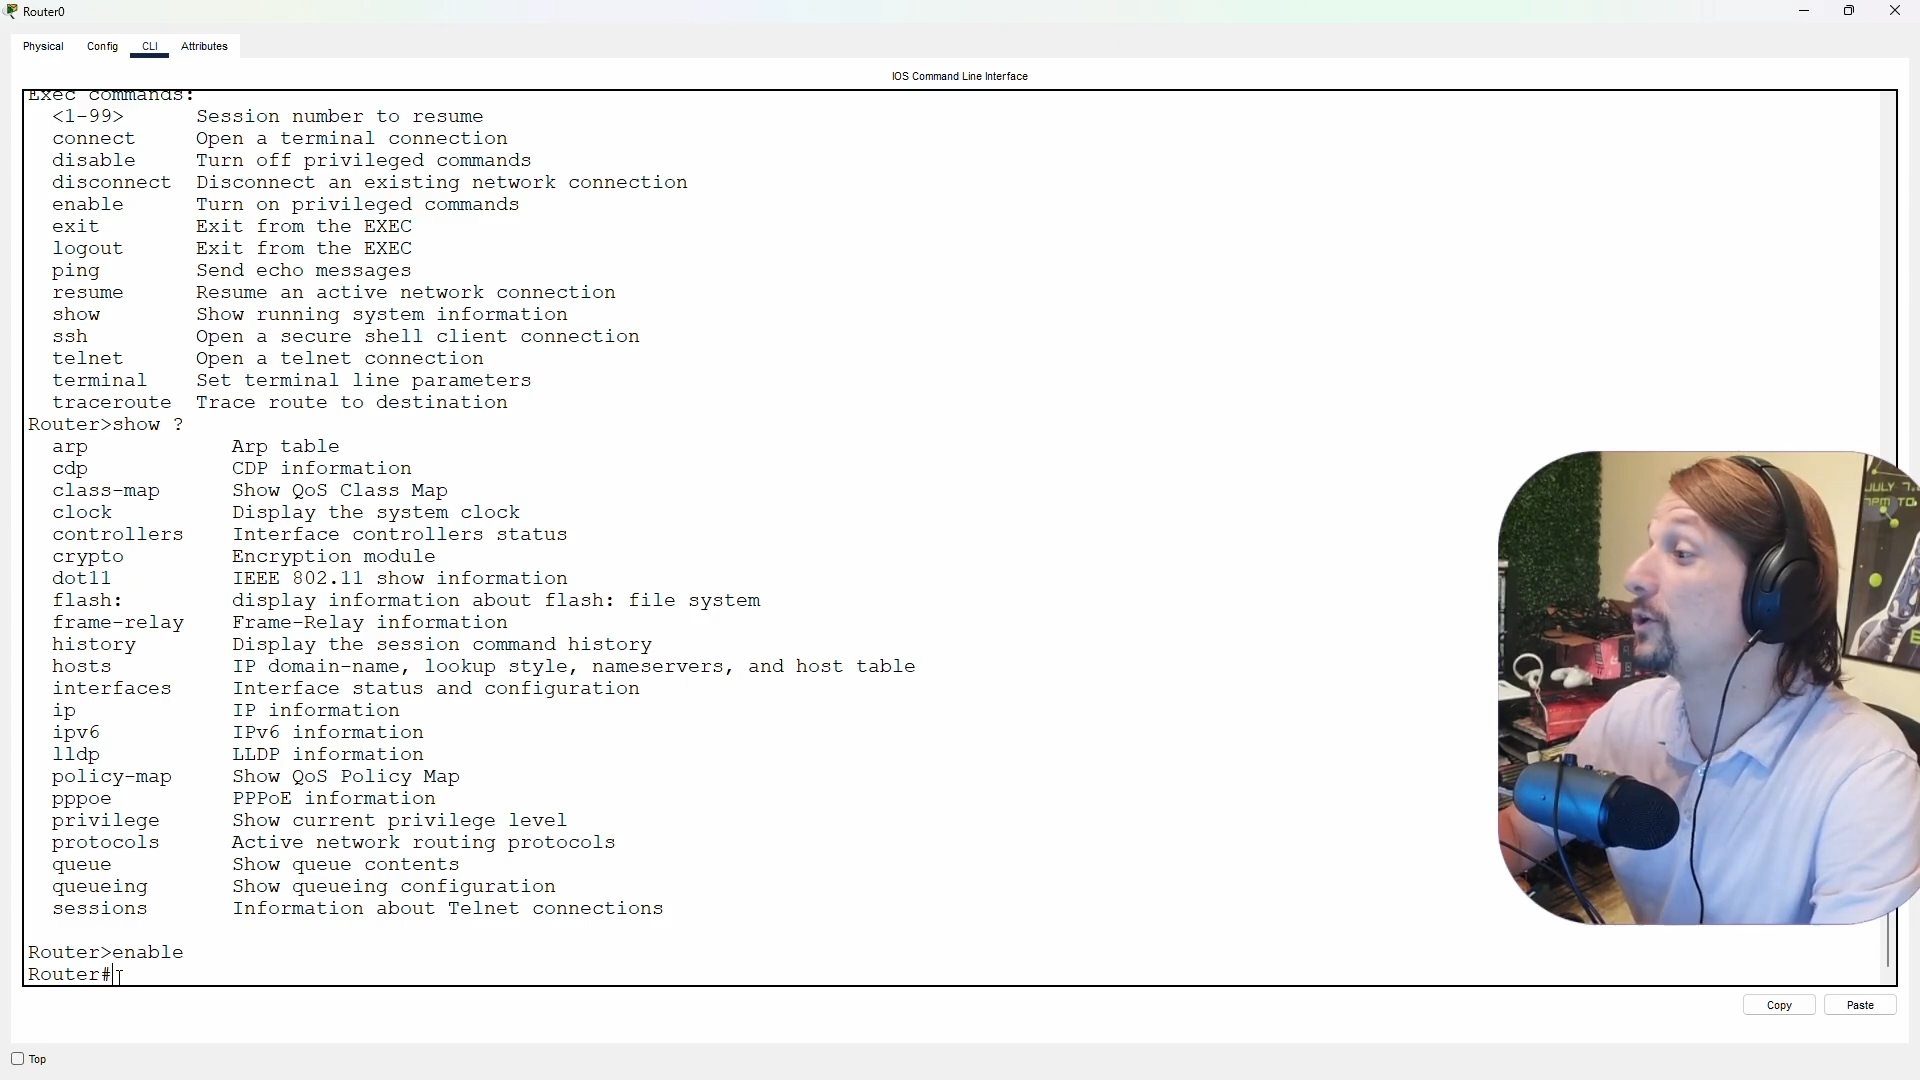 Router0
Physical Config CLI Attributes
IOS Command Line Interface
Exec commands:
<1-99> Session number to resume
connect Open a terminal connection
disable Turn off privileged commands
disconnect Disconnect an existing network connection
enable Turn on privileged commands
exit Exit from the EXEC
logout Exit from the EXEC
ping Send echo messages
resume Resume an active network connection
show Show running system information
ssh Open a secure shell client connection
telnet Open a telnet connection
terminal Set terminal line parameters
traceroute Trace route to destination
Router>show ?
arp Arp table
cdp CDP information
class-map Show QoS Class Map
clock Display the system clock
controllers Interface controllers status
crypto Encryption module
dot11 IEEE 802.11 show information
flash: display information about flash: file system
frame-relay Frame-Relay information
history Display the session command history
hosts IP domain-name, lookup style, nameservers, and host table
interfaces Interface status and configuration
ip IP information
ipv6 IPv6 information
lldp LLDP information
policy-map Show QoS Policy Map
pppoe PPPoE information
privilege Show current privilege level
protocols Active network routing protocols
queue Show queue contents
queueing Show queueing configuration
sessions Information about Telnet connections
Router>enable
Router#
JULY 7
7PM TO
Copy Paste
Top